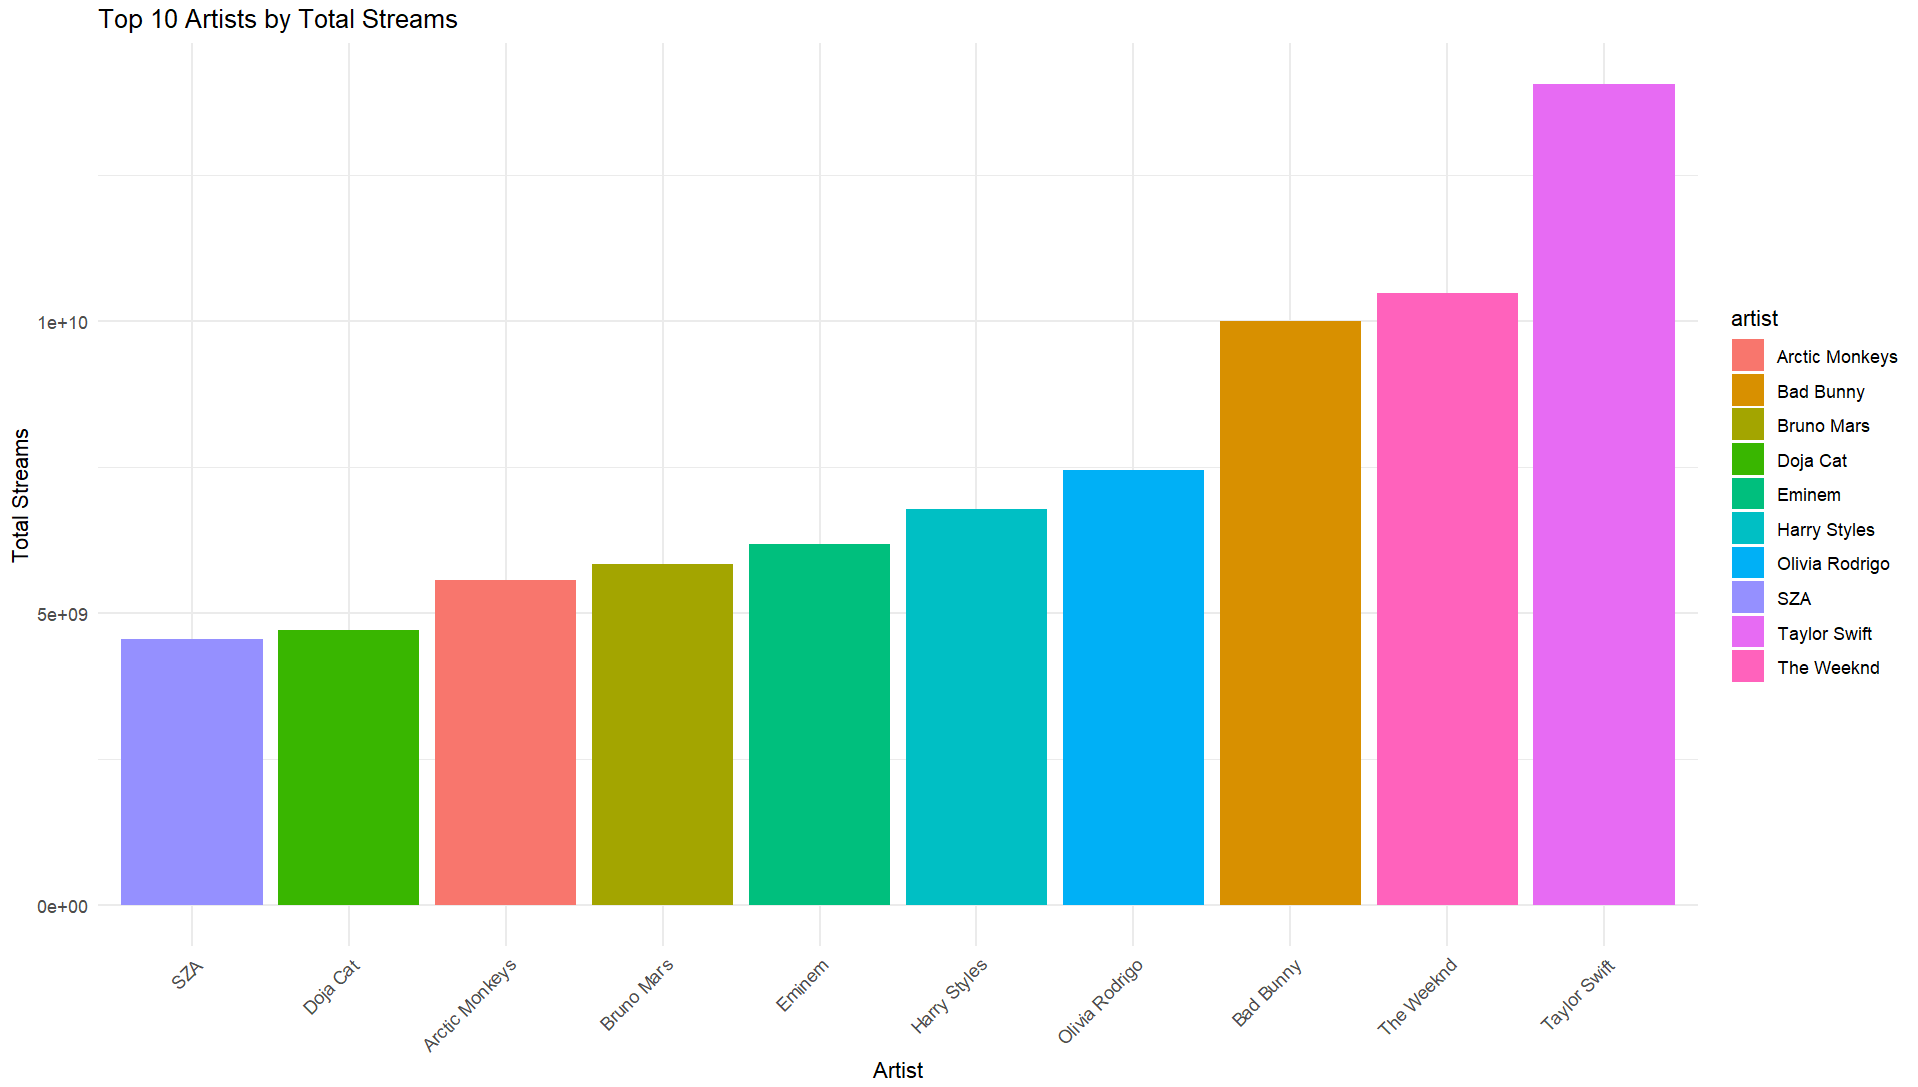 Top 10 Artists by Total Streams
Total Streams
1e+10
5e+09
0e+00
SZA
Doja Cat
Arctic Monkeys
Bruno Mars
Eminem
Harry Styles
Olivia Rodrigo
Bad Bunny
The Weeknd
Taylor Swift
Artist
artist
Arctic Monkeys
Bad Bunny
Bruno Mars
Doja Cat
Eminem
Harry Styles
Olivia Rodrigo
SZA
Taylor Swift
The Weeknd